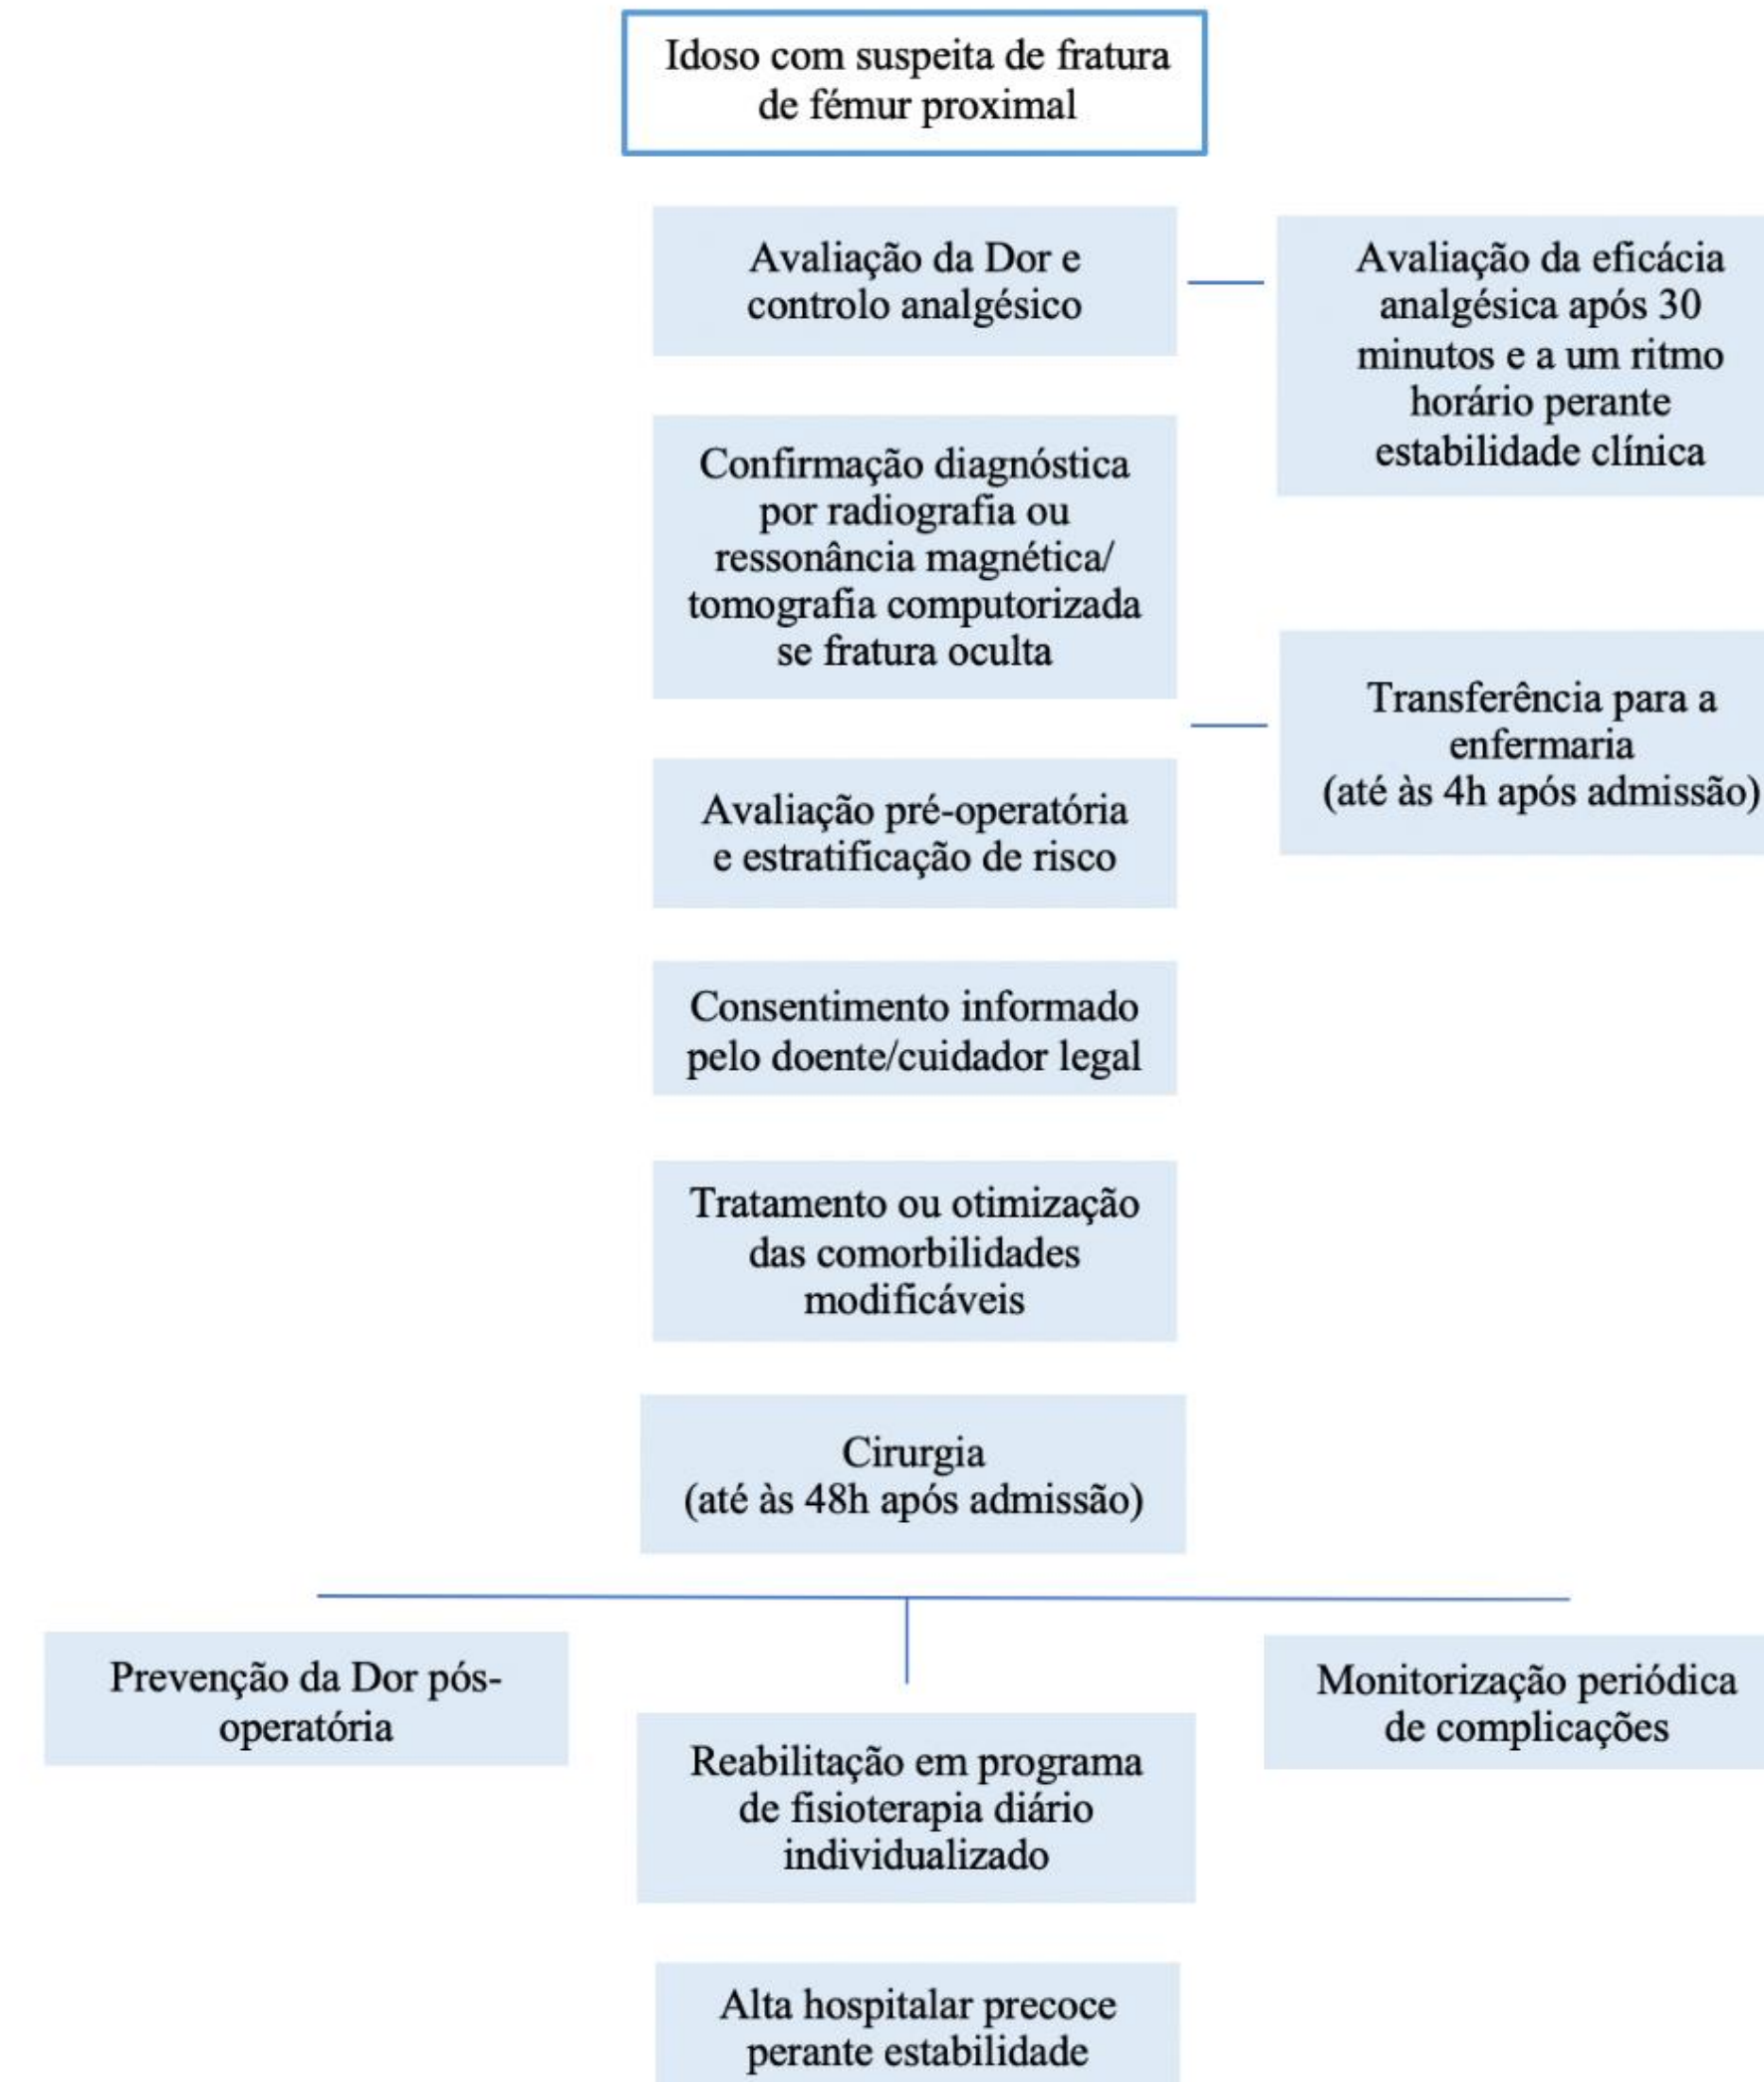 Idoso com suspeita de fratura
de fémur proximal
Avaliação da Dor e
controlo analgésico
Avaliação da eficácia
analgésica após 30
minutos e a um ritmo
horário perante
estabilidade clínica
Confirmação diagnóstica
por radiografia ou
ressonância magnética/
tomografia computorizada
se fratura oculta
Transferência para a
enfermaria
(até às 4h após admissão)
Avaliação pré-operatória
e estratificação de risco
Consentimento informado
pelo doente/cuidador legal
Tratamento ou otimização
das comorbilidades
modificáveis
Cirurgia
(até às 48h após admissão)
Prevenção da Dor pós-
operatória
Reabilitação em programa
de fisioterapia diário
individualizado
Monitorização periódica
de complicações
Alta hospitalar precoce
perante estabilidade